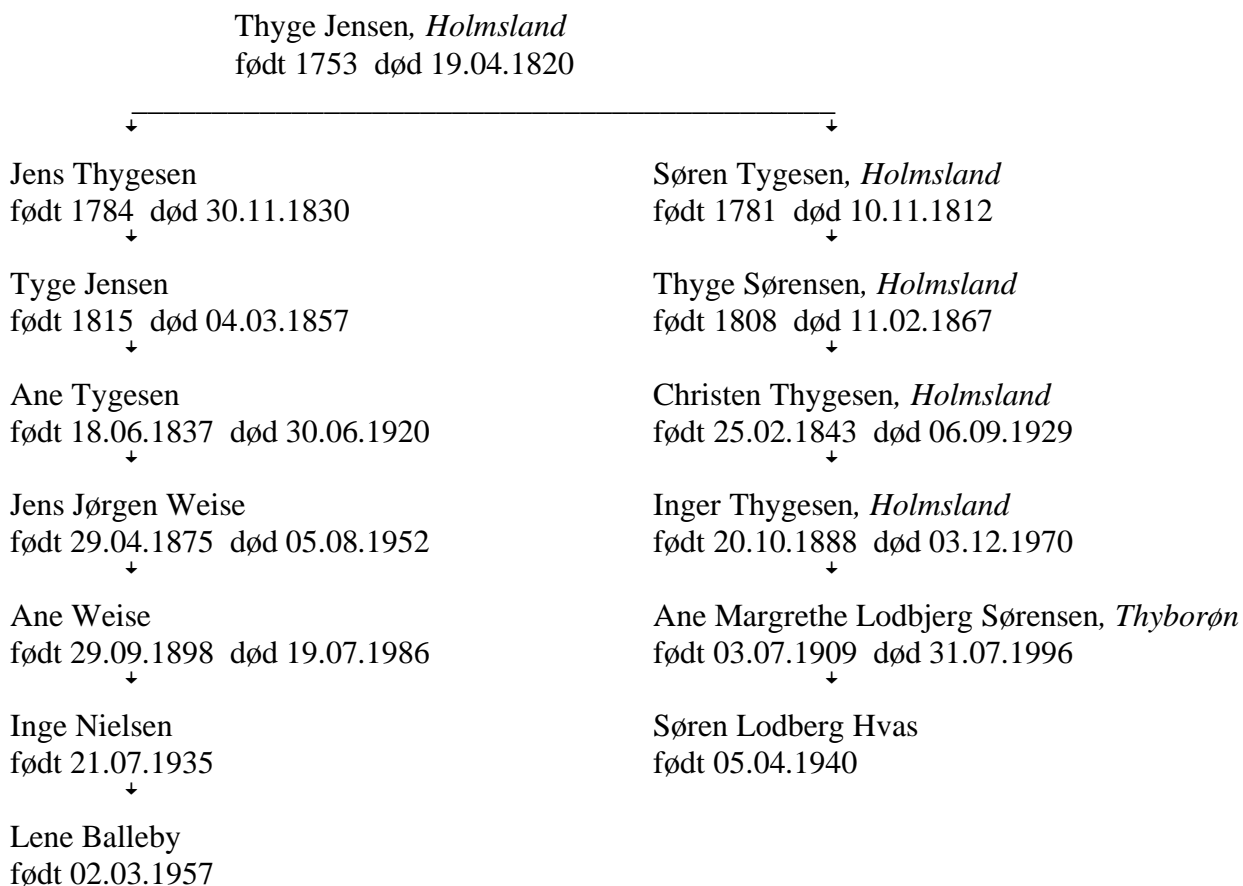 Thyge Jensen, Holmsland
født 1753 død 19.04.1820
Jens Thygesen
født 1784 død 30.11.1830
Tyge Jensen
født 1815 død 04.03.1857
Ane Tygesen
født 18.06.1837 død 30.06.1920
Jens Jørgen Weise
født 29.04.1875 død 05.08.1952
Ane Weise
født 29.09.1898 død 19.07.1986
Inge Nielsen
født 21.07.1935
Lene Balleby
født 02.03.1957
Søren Tygesen, Holmsland
født 1781 død 10.11.1812
Thyge Sørensen, Holmsland
født 1808 død 11.02.1867
Christen Thygesen, Holmsland
født 25.02.1843 død 06.09.1929
Inger Thygesen, Holmsland
født 20.10.1888 død 03.12.1970
Ane Margrethe Lodbjerg Sørensen, Thyborøn
født 03.07.1909 død 31.07.1996
Søren Lodberg Hvas
født 05.04.1940